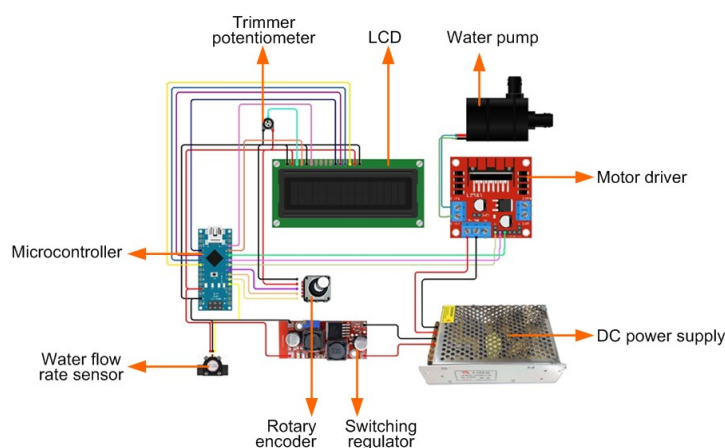 Trimmer
potentiometer
LCD
Water pump
Motor driver
Microcontroller
DC power supply
Water flow
rate sensor
Rotary
encoder
Switching
regulator